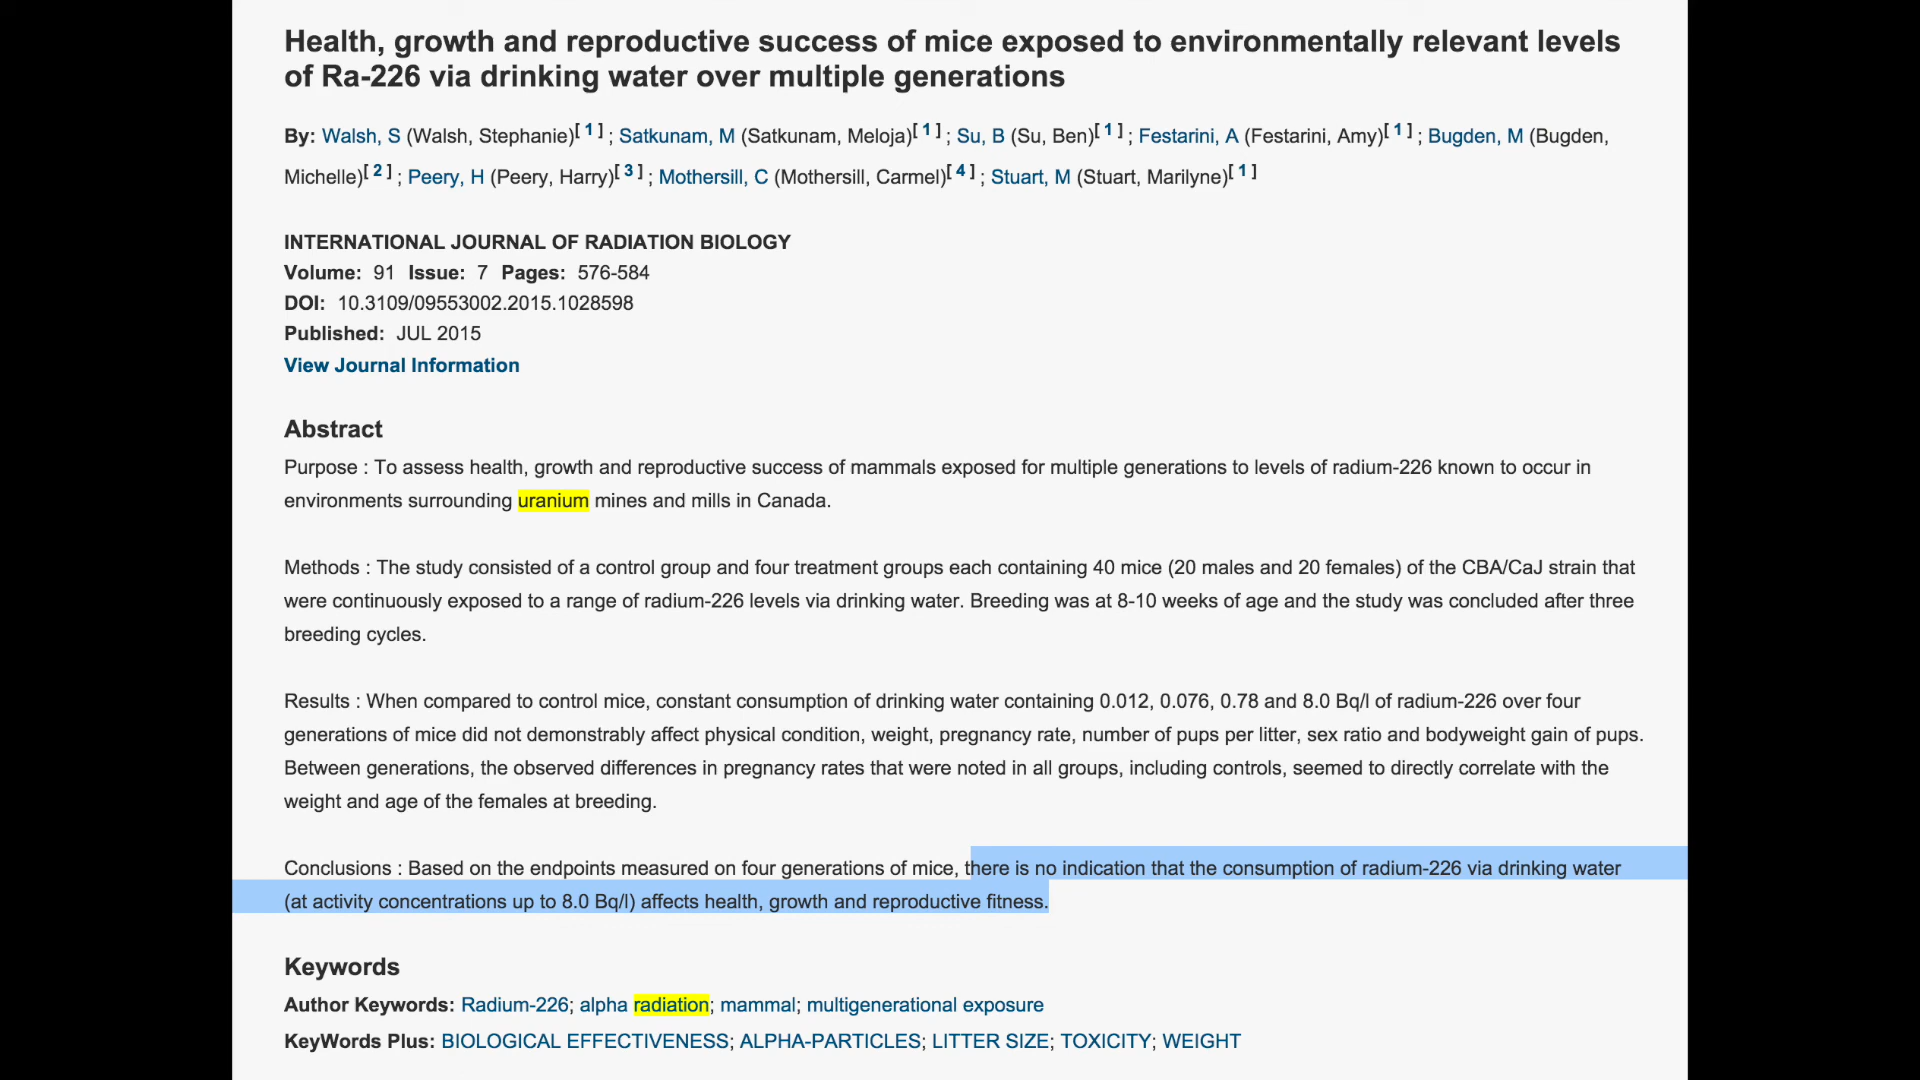 Health, growth and reproductive success of mice exposed to environmentally relevant levels
of Ra-226 via drinking water over multiple generations
By: Walsh, S (Walsh, Stephanie)[ 1 ] ; Satkunam, M (Satkunam, Meloja)[ 1 ] ; Su, B (Su, Ben)[ 1 ] ; Festarini, A (Festarini, Amy)[ 1 ] ; Bugden, M (Bugden,
Michelle)[ 2 ] ; Peery, H (Peery, Harry)[ 3 ] ; Mothersill, C (Mothersill, Carmel)[ 4 ] ; Stuart, M (Stuart, Marilyne)[ 1 ]
INTERNATIONAL JOURNAL OF RADIATION BIOLOGY
Volume: 91 Issue: 7 Pages: 576-584
DOI: 10.3109/09553002.2015.1028598
Published: JUL 2015
View Journal Information
Abstract
Purpose : To assess health, growth and reproductive success of mammals exposed for multiple generations to levels of radium-226 known to occur in
environments surrounding uranium mines and mills in Canada.
Methods : The study consisted of a control group and four treatment groups each containing 40 mice (20 males and 20 females) of the CBA/CaJ strain that
were continuously exposed to a range of radium-226 levels via drinking water. Breeding was at 8-10 weeks of age and the study was concluded after three
breeding cycles.
Results : When compared to control mice, constant consumption of drinking water containing 0.012, 0.076, 0.78 and 8.0 Bq/l of radium-226 over four
generations of mice did not demonstrably affect physical condition, weight, pregnancy rate, number of pups per litter, sex ratio and bodyweight gain of pups.
Between generations, the observed differences in pregnancy rates that were noted in all groups, including controls, seemed to directly correlate with the
weight and age of the females at breeding.
Conclusions : Based on the endpoints measured on four generations of mice, there is no indication that the consumption of radium-226 via drinking water
(at activity concentrations up to 8.0 Bq/l) affects health, growth and reproductive fitness.
Keywords
Author Keywords: Radium-226; alpha radiation; mammal; multigenerational exposure
KeyWords Plus: BIOLOGICAL EFFECTIVENESS; ALPHA-PARTICLES; LITTER SIZE; TOXICITY; WEIGHT